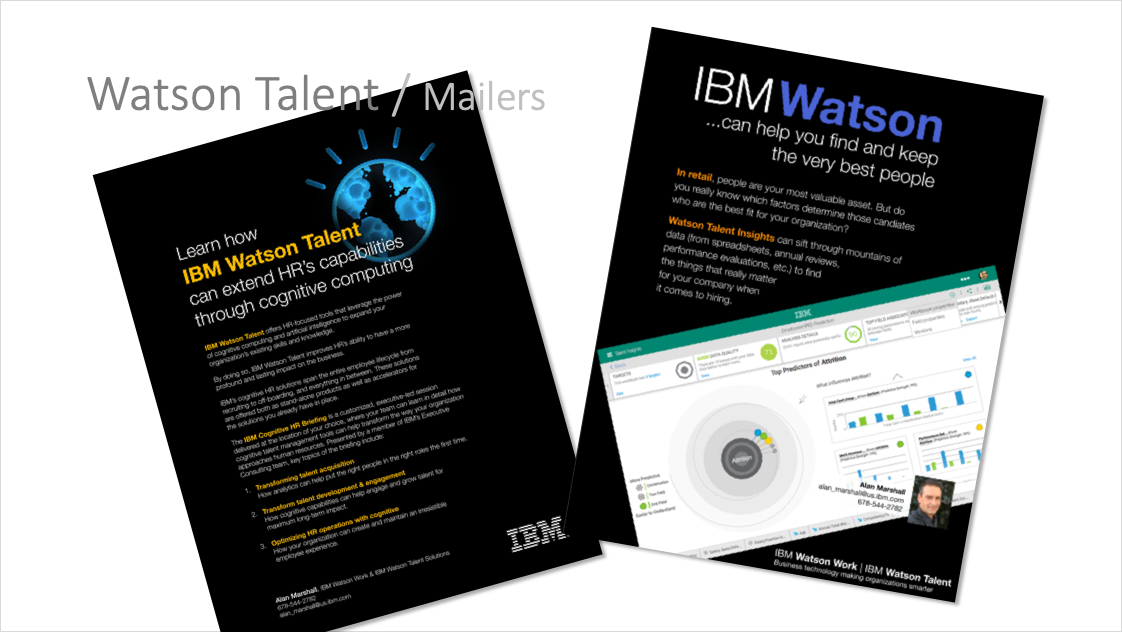 Watson Talent / Mailers
Learn how
IBM Watson Talent
can extend HR's capabilities
through cognitive computing
IBM Watson Talent offers HR-focused tools that leverage the power
of cognitive computing and artificial intelligence to expand your
organization's existing skills and knowledge.
By doing so, IBM Watson Talent improves HR's ability to have a more
profound and lasting impact on the business.
IBM's cognitive HR solutions span the entire employee lifecycle from
recruiting to off-boarding, and everything in between. These solutions
are offered both as stand-alone products as well as accelerators for
the solutions you already have in place.
The IBM Cognitive HR Briefing is a customized, executive-led session
delivered at the location of your choice, where your team can learn in detail how
cognitive talent management tools can help transform the way your organization
approaches human resources. Presented by a member of IBM's Executive
Consulting team, key topics of the briefing include:
1. Transforming talent acquisition
How analytics can help put the right people in the right roles the first time.
2. Transform talent development & engagement
How cognitive capabilities can help engage and grow talent for
maximum long-term impact.
3. Optimizing HR operations with cognitive
How your organization can create and maintain an irresistible
employee experience.
IBM
Alan Marshall, IBM Watson Work & IBM Watson Talent Solutions
678-544-2782
alan_marshall@us.ibm.com
IBM Watson
...can help you find and keep
the very best people
In retail, people are your most valuable asset. But do
you really know which factors determine those candiates
who are the best fit for your organization?
Watson Talent Insights can sift through mountains of
data (from spreadsheets, annual reviews,
performance evaluations, etc.) to find
the things that really matter
for your company when
it comes to hiring.
IBM
Talent Insights
TARGETS
DATA QUALITY
71
ANALYSIS DETAILS
90
Top Predictors of Attrition
What influences Attrition?
Attrition
More Predictive
Combination
Two Field
One Field
Easier to Understand
Alan Marshall
alan_marshall@us.ibm.com
678-544-2782
IBM Watson Work | IBM Watson Talent
Business technology making organizations smarter